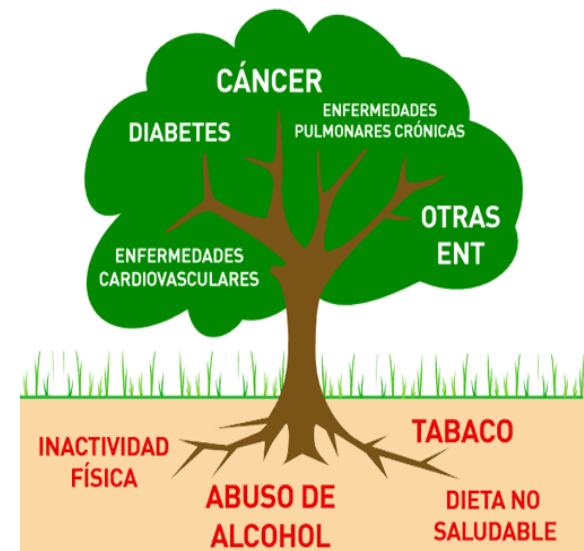 CÁNCER
ENFERMEDADES
PULMONARES CRÓNICAS
DIABETES
OTRAS
ENT
ENFERMEDADES
CARDIOVASCULARES
TABACO
INACTIVIDAD
FÍSICA
ABUSO DE
ALCOHOL
DIETA NO
SALUDABLE